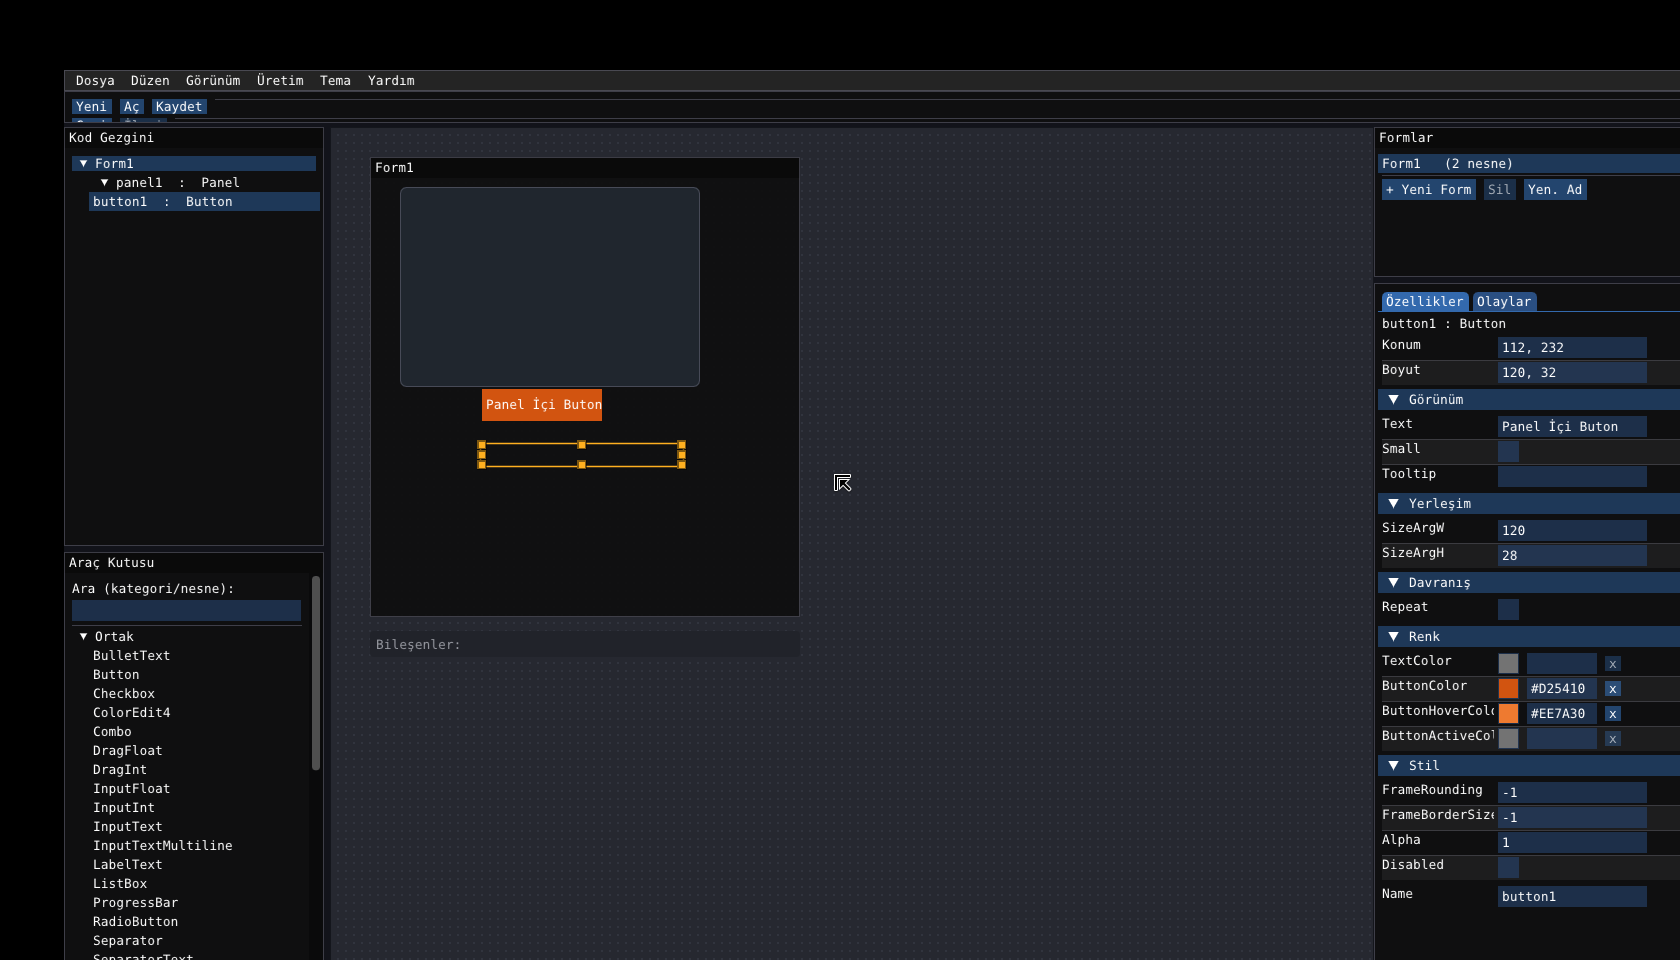 Dosya Düzen Görünüm Üretim Tema Yardım
Yeni Aç Kaydet
Kod Gezgini
Form1
panel1 : Panel
button1 : Button
Araç Kutusu
Ara (kategori/nesne):
Ortak
BulletText
Button
Checkbox
ColorEdit4
Combo
DragFloat
DragInt
InputFloat
InputInt
InputText
InputTextMultiline
LabelText
ListBox
ProgressBar
RadioButton
Separator
SeparatorText
Form1
Panel İçi Buton
Bileşenler:
Formlar
Form1 (2 nesne)
+ Yeni Form Sil Yen. Ad
Özellikler Olaylar
button1 : Button
Konum 112, 232
Boyut 120, 32
Görünüm
Text Panel İçi Buton
Small
Tooltip
Yerleşim
SizeArgW 120
SizeArgH 28
Davranış
Repeat
Renk
TextColor x
ButtonColor #D25410 x
ButtonHoverColo #EE7A30 x
ButtonActiveCol x
Stil
FrameRounding -1
FrameBorderSize -1
Alpha 1
Disabled
Name button1